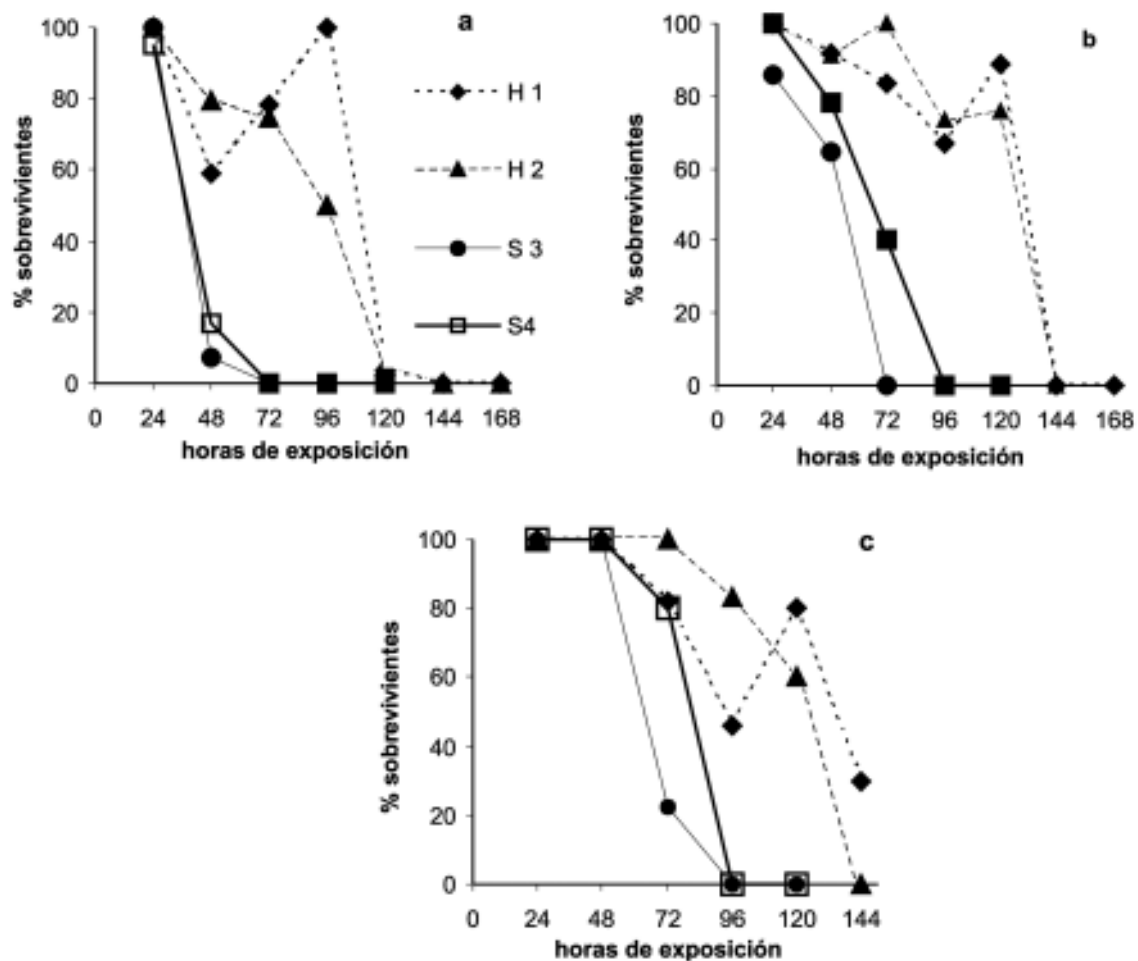 a
% sobrevivientes
100
80
60
40
20
0
H 1
H 2
S 3
S4
0 24 48 72 96 120 144 168
horas de exposición
b
% sobrevivientes
100
80
60
40
20
0
0 24 48 72 96 120 144 168
horas de exposición
c
% sobrevivientes
100
80
60
40
20
0
0 24 48 72 96 120 144
horas de exposición